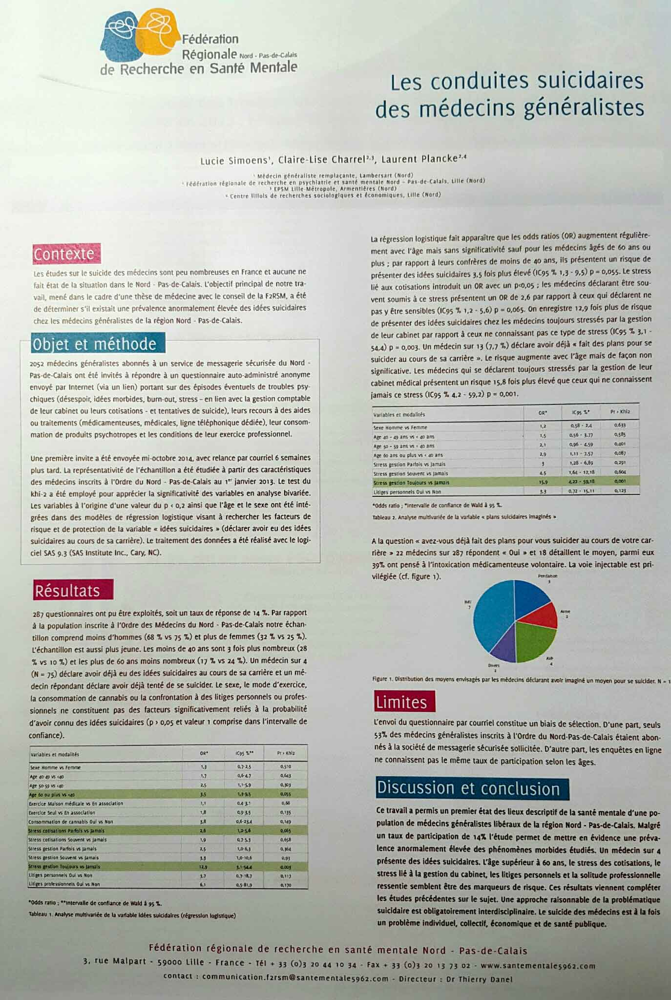 Fédération
Régionale Nord - Pas-de-Calais
de Recherche en Santé Mentale
Les conduites suicidaires
des médecins généralistes
Lucie Simoens¹, Claire-Lise Charrel²,³, Laurent Plancke²,⁴
¹ Médecin généraliste remplaçante, Lambersart (Nord)
Fédération régionale de recherche en psychiatrie et santé mentale Nord - Pas-de-Calais, Lille (Nord)
³ EPSM Lille-Métropole, Armentières (Nord)
⁴ Centre lillois de recherches sociologiques et économiques, Lille (Nord)
Contexte
Les études sur le suicide des médecins sont peu nombreuses en France et aucune ne
fait état de la situation dans le Nord - Pas-de-Calais. L'objectif principal de notre tra-
vail, mené dans le cadre d'une thèse de médecine avec le conseil de la F2RSM, a été
de déterminer s'il existait une prévalence anormalement élevée des idées suicidaires
chez les médecins généralistes de la région Nord - Pas-de-Calais.
Objet et méthode
2052 médecins généralistes abonnés à un service de messagerie sécurisée du Nord -
Pas-de-Calais ont été invités à répondre à un questionnaire auto-administré anonyme
envoyé par Internet (via un lien) portant sur des épisodes éventuels de troubles psy-
chiques (désespoir, idées morbides, burn-out, stress – en lien avec la gestion comptable
de leur cabinet ou leurs cotisations - et tentatives de suicide), leurs recours à des aides
ou traitements (médicamenteuses, médicales, ligne téléphonique dédiée), leur consom-
mation de produits psychotropes et les conditions de leur exercice professionnel.
Une première invite a été envoyée mi-octobre 2014, avec relance par courriel 6 semaines
plus tard. La représentativité de l'échantillon a été étudiée à partir des caractéristiques
des médecins inscrits à l'Ordre du Nord - Pas-de-Calais au 1er janvier 2013. Le test du
khi-2 a été employé pour apprécier la significativité des variables en analyse bivariée.
Les variables à l'origine d'une valeur du p < 0,2 ainsi que l'âge et le sexe ont été inté-
grées dans des modèles de régression logistique visant à rechercher les facteurs de
risque et de protection de la variable « idées suicidaires » (déclarer avoir eu des idées
suicidaires au cours de sa carrière). Le traitement des données a été réalisé avec le logi-
ciel SAS 9.3 (SAS Institute Inc., Cary, NC).
Résultats
287 questionnaires ont pu être exploités, soit un taux de réponse de 14 %. Par rapport
à la population inscrite à l'Ordre des Médecins du Nord - Pas-de-Calais notre échan-
tillon comprend moins d'hommes (68 % vs 75 %) et plus de femmes (32 % vs 25 %).
L'échantillon est aussi plus jeune. Les moins de 40 ans sont 3 fois plus nombreux (28
% vs 10 %) et les plus de 60 ans moins nombreux (17 % vs 24 %). Un médecin sur 4
(N = 75) déclare avoir déjà eu des idées suicidaires au cours de sa carrière et un mé-
decin répondant déclare avoir déjà tenté de se suicider. Le sexe, le mode d'exercice,
la consommation de cannabis ou la confrontation à des litiges personnels ou profes-
sionnels ne constituent pas des facteurs significativement reliés à la probabilité
d'avoir connu des idées suicidaires (p > 0,05 et valeur 1 comprise dans l'intervalle de
confiance).
Variables et modalités OR* IC95 %** Pr > Khi2
Sexe Homme vs Femme 1,3 0,7-2,5 0,510
Age 40-49 vs <40 1,7 0,6-4,7 0,643
Age 50-59 vs <40 2,5 1,1-5,9 0,303
Age 60 ou plus vs <40 3,5 1,3-9,5 0,055
Exercice Maison médicale vs En association 1,1 0,4-3,1 0,68
Exercice Seul vs En association 1,8 0,9-3,5 0,135
Consommation de cannabis Oui vs Non 3,8 0,6-23,4 0,149
Stress cotisations Parfois vs Jamais 2,6 1,2-5,6 0,065
Stress cotisations Souvent vs Jamais 1,9 0,7-5,3 0,658
Stress gestion Parfois vs Jamais 2,5 1,0-6,3 0,364
Stress gestion Souvent vs Jamais 3,3 1,0-10,6 0,93
Stress gestion Toujours vs Jamais 12,9 3,1-54,4 0,003
Litiges personnels Oui vs Non 3,7 0,7-18,7 0,117
Litiges professionnels Oui vs Non 6,1 0,5-81,9 0,170
*Odds ratio ; **Intervalle de confiance de Wald à 95 %.
Tableau 1. Analyse multivariée de la variable idées suicidaires (régression logistique)
La régression logistique fait apparaître que les odds ratios (OR) augmentent régulière-
ment avec l'âge mais sans significativité sauf pour les médecins âgés de 60 ans ou
plus ; par rapport à leurs confrères de moins de 40 ans, ils présentent un risque de
présenter des idées suicidaires 3,5 fois plus élevé (IC95 % 1,3 - 9,5) p = 0,055. Le stress
lié aux cotisations introduit un OR avec un p<0,05 ; les médecins déclarant être sou-
vent soumis à ce stress présentent un OR de 2,6 par rapport à ceux qui déclarent ne
pas y être sensibles (IC95 % 1,2 - 5,6) p = 0,065. On enregistre 12,9 fois plus de risque
de présenter des idées suicidaires chez les médecins toujours stressés par la gestion
de leur cabinet par rapport à ceux ne connaissant pas ce type de stress (IC95 % 3,1 -
54,4) p = 0,003. Un médecin sur 13 (7,7 %) déclare avoir déjà « fait des plans pour se
suicider au cours de sa carrière ». Le risque augmente avec l'âge mais de façon non
significative. Les médecins qui se déclarent toujours stressés par la gestion de leur
cabinet médical présentent un risque 15,8 fois plus élevé que ceux qui ne connaissent
jamais ce stress (IC95 % 4,2 - 59,2) p = 0,001.
Variables et modalités OR* IC95 %* Pr > Khi2
Sexe Homme vs Femme 1,2 0,58 - 2,4 0,633
Age 40 - 49 ans vs < 40 ans 1,5 0,56 - 3,77 0,585
Age 50 - 59 ans vs < 40 ans 2,1 0,96 - 4,59 0,401
Age 60 ans ou plus vs < 40 ans 2,9 1,11 - 7,57 0,087
Stress gestion Parfois vs Jamais 3 1,28 - 6,89 0,291
Stress gestion Souvent vs Jamais 4,5 1,64 - 12,18 0,604
Stress gestion Toujours vs Jamais 15,9 4,22 - 59,18 0,001
Litiges personnels Oui vs Non 3,3 0,72 - 15,11 0,123
*Odds ratio ; *Intervalle de confiance de Wald à 95 %.
Tableau 2. Analyse multivariée de la variable « plans suicidaires imaginés »
A la question « avez-vous déjà fait des plans pour vous suicider au cours de votre car-
rière » 22 médecins sur 287 répondent « Oui » et 18 détaillent le moyen, parmi eux
39% ont pensé à l'intoxication médicamenteuse volontaire. La voie injectable est pri-
vilégiée (cf. figure 1).
Pendaison
3
IMV
7
Arme
2
AVP
4
Divers
2
Figure 1. Distribution des moyens envisagés par les médecins déclarant avoir imaginé un moyen pour se suicider. N = 1
Limites
L'envoi du questionnaire par courriel constitue un biais de sélection. D'une part, seuls
53% des médecins généralistes inscrits à l'Ordre du Nord-Pas-de-Calais étaient abon-
nés à la société de messagerie sécurisée sollicitée. D'autre part, les enquêtes en ligne
ne connaissent pas le même taux de participation selon les âges.
Discussion et conclusion
Ce travail a permis un premier état des lieux descriptif de la santé mentale d'une po-
pulation de médecins généralistes libéraux de la région Nord - Pas-de-Calais. Malgré
un taux de participation de 14% l'étude permet de mettre en évidence une préva-
lence anormalement élevée des phénomènes morbides étudiés. Un médecin sur 4
présente des idées suicidaires. L'âge supérieur à 60 ans, le stress des cotisations, le
stress lié à la gestion du cabinet, les litiges personnels et la solitude professionnelle
ressentie semblent être des marqueurs de risque. Ces résultats viennent compléter
les études précédentes sur le sujet. Une approche raisonnable de la problématique
suicidaire est obligatoirement interdisciplinaire. Le suicide des médecins est à la fois
un problème individuel, collectif, économique et de santé publique.
Fédération régionale de recherche en santé mentale Nord - Pas-de-Calais
3, rue Malpart - 59000 Lille - France - Tél + 33 (0)3 20 44 10 34 - Fax + 33 (0)3 20 13 73 02 - www.santementale5962.com
contact : communication.f2rsm@santementale5962.com - Directeur : Dr Thierry Danel